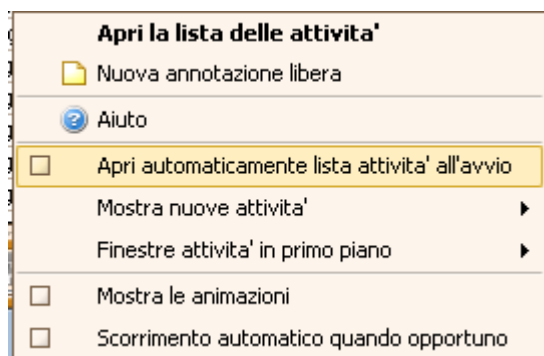 Apri la lista delle attivita'
Nuova annotazione libera
Aiuto
Apri automaticamente lista attivita' all'avvio
Mostra nuove attivita'
Finestre attivita' in primo piano
Mostra le animazioni
Scorrimento automatico quando opportuno